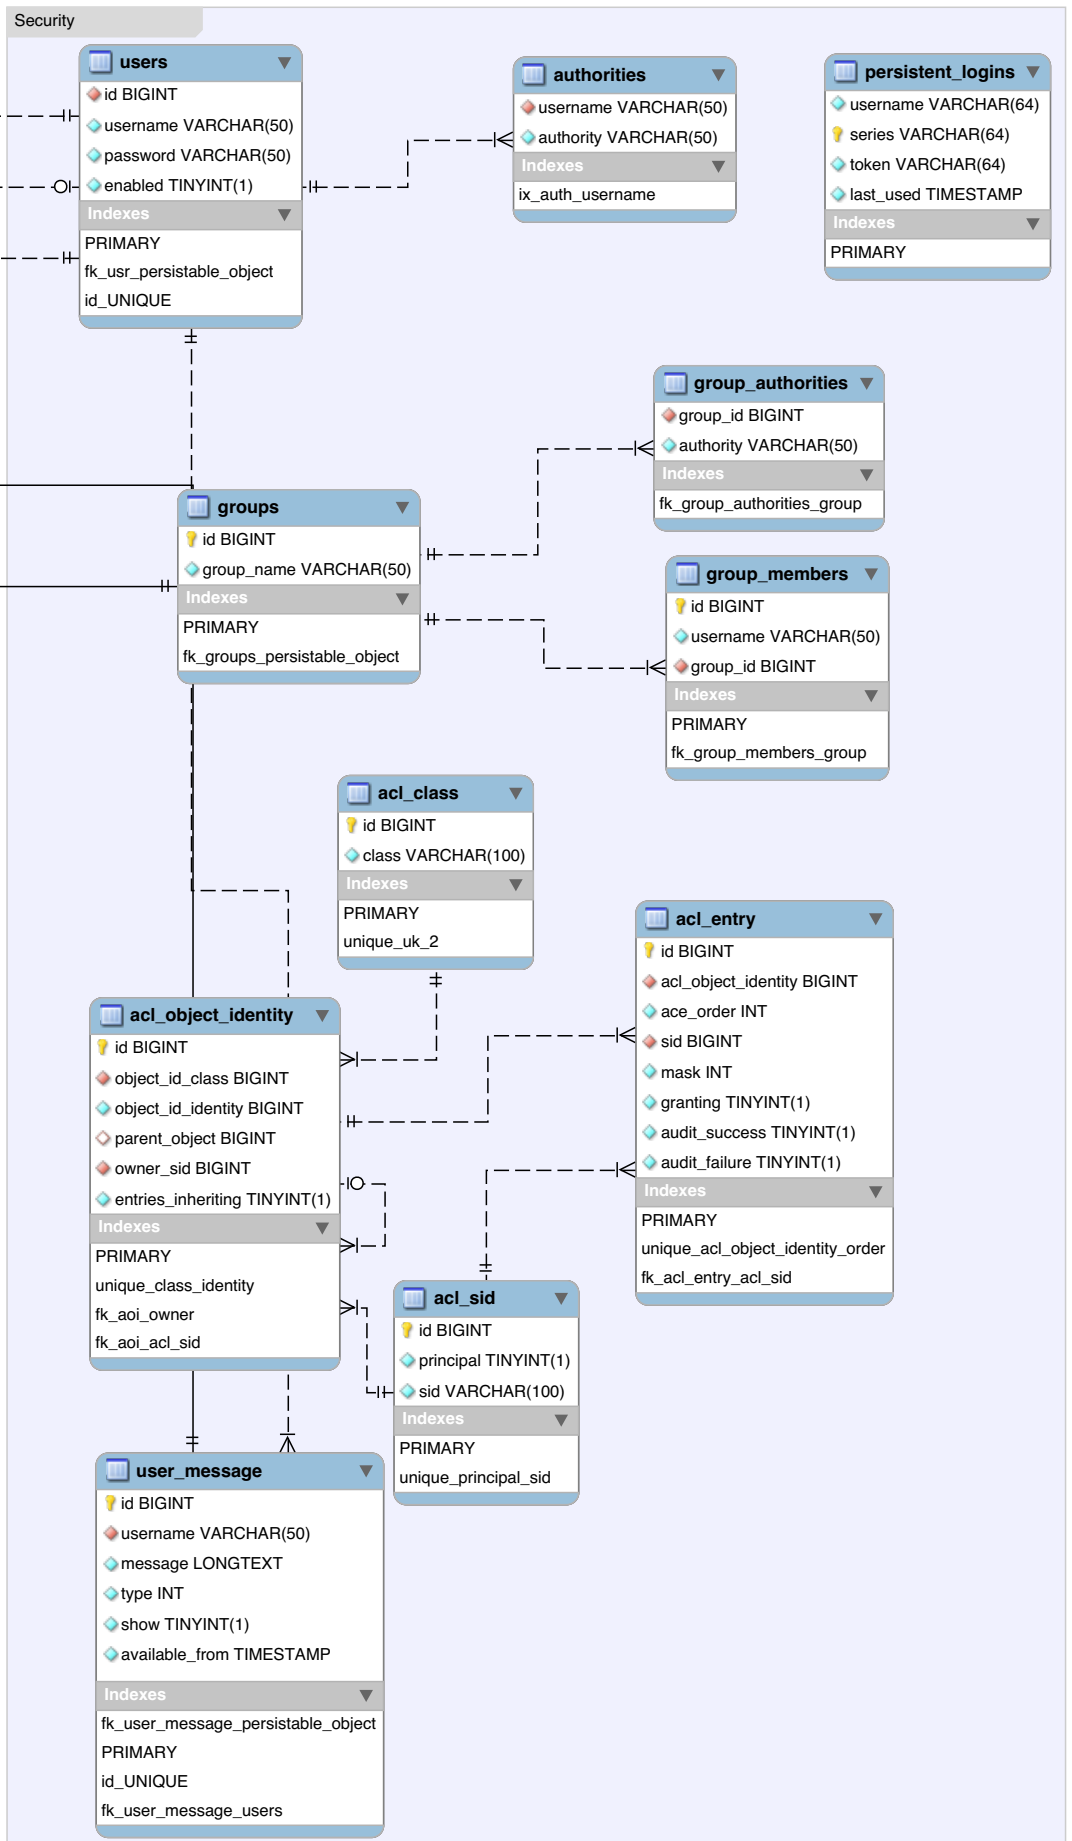 Security
users
id BIGINT
username VARCHAR(50)
password VARCHAR(50)
enabled TINYINT(1)
Indexes
PRIMARY
fk_usr_persistable_object
id_UNIQUE
authorities
username VARCHAR(50)
authority VARCHAR(50)
Indexes
ix_auth_username
persistent_logins
username VARCHAR(64)
series VARCHAR(64)
token VARCHAR(64)
last_used TIMESTAMP
Indexes
PRIMARY
group_authorities
group_id BIGINT
authority VARCHAR(50)
Indexes
fk_group_authorities_group
groups
id BIGINT
group_name VARCHAR(50)
Indexes
PRIMARY
fk_groups_persistable_object
group_members
id BIGINT
username VARCHAR(50)
group_id BIGINT
Indexes
PRIMARY
fk_group_members_group
acl_class
id BIGINT
class VARCHAR(100)
Indexes
PRIMARY
unique_uk_2
acl_entry
id BIGINT
acl_object_identity BIGINT
ace_order INT
sid BIGINT
mask INT
granting TINYINT(1)
audit_success TINYINT(1)
audit_failure TINYINT(1)
Indexes
PRIMARY
unique_acl_object_identity_order
fk_acl_entry_acl_sid
acl_object_identity
id BIGINT
object_id_class BIGINT
object_id_identity BIGINT
parent_object BIGINT
owner_sid BIGINT
entries_inheriting TINYINT(1)
Indexes
PRIMARY
unique_class_identity
fk_aoi_owner
fk_aoi_acl_sid
acl_sid
id BIGINT
principal TINYINT(1)
sid VARCHAR(100)
Indexes
PRIMARY
unique_principal_sid
user_message
id BIGINT
username VARCHAR(50)
message LONGTEXT
type INT
show TINYINT(1)
available_from TIMESTAMP
Indexes
fk_user_message_persistable_object
PRIMARY
id_UNIQUE
fk_user_message_users